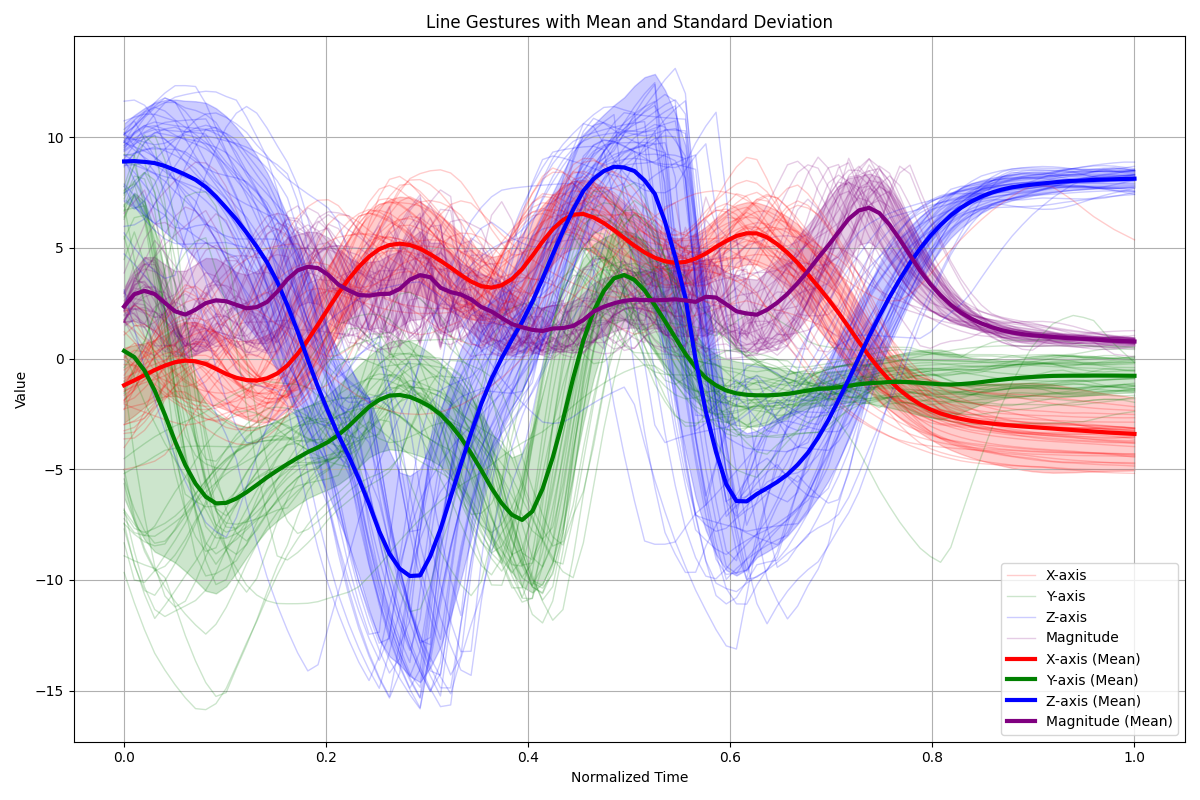 Line Gestures with Mean and Standard Deviation
Value
10
5
0
−5
−10
−15
0.0
0.2
0.4
0.6
0.8
1.0
Normalized Time
X-axis
Y-axis
Z-axis
Magnitude
X-axis (Mean)
Y-axis (Mean)
Z-axis (Mean)
Magnitude (Mean)